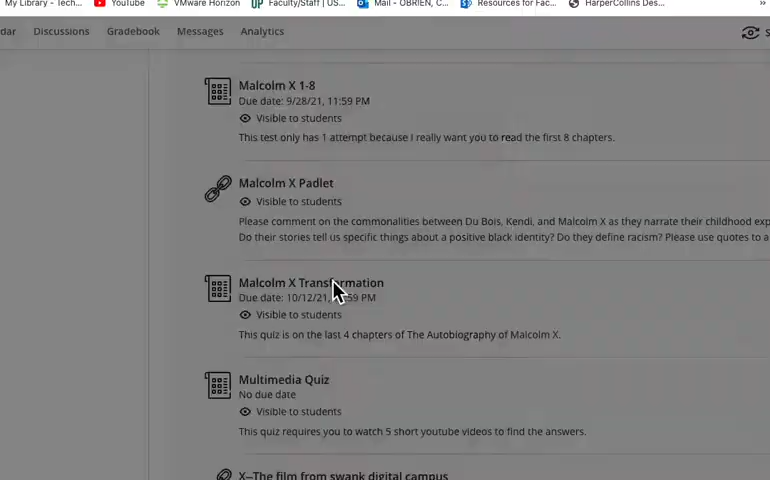 My Library - Tech...
YouTube
VMware Horizon
Faculty/Staff | US...
Mail - OBRIEN, C...
Resources for Fac...
HarperCollins Des...
»
dar
Discussions
Gradebook
Messages
Analytics
S
Malcolm X 1-8
Due date: 9/28/21, 11:59 PM
Visible to students
This test only has 1 attempt because I really want you to read the first 8 chapters.
Malcolm X Padlet
Visible to students
Please comment on the commonalities between Du Bois, Kendi, and Malcolm X as they narrate their childhood exp
Do their stories tell us specific things about a positive black identity? Do they define racism? Please use quotes to a
Malcolm X Transformation
Due date: 10/12/21, :59 PM
Visible to students
This quiz is on the last 4 chapters of The Autobiography of Malcolm X.
Multimedia Quiz
No due date
Visible to students
This quiz requires you to watch 5 short youtube videos to find the answers.
X--The film from swank digital campus